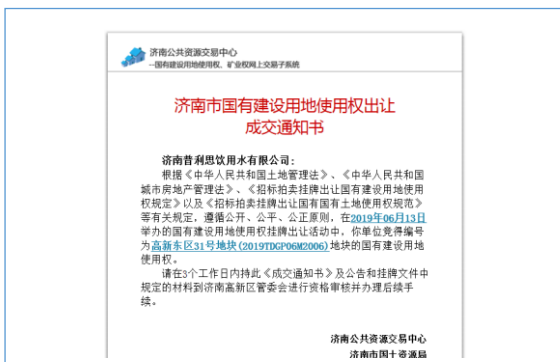 济南公共资源交易中心
—国有建设用地使用权、矿业权网上交易子系统
济南市国有建设用地使用权出让
成交通知书
济南普利思饮用水有限公司：
根据《中华人民共和国土地管理法》、《中华人民共和国
城市房地产管理法》、《招标拍卖挂牌出让国有建设用地使用
权规定》以及《招标拍卖挂牌出让国有国有土地使用权规范》
等有关规定，遵循公开、公平、公正原则，在2019年06月13日
举办的国有建设用地使用权挂牌出让活动中，你单位竞得编号
为高新东区31号地块(2019TDGP06M2006)地块的国有建设用地
使用权。
请在3个工作日内持此《成交通知书》及公告和挂牌文件中
规定的材料到济南高新区管委会进行资格审核并办理后续手
续。
济南公共资源交易中心
济南市国土资源局